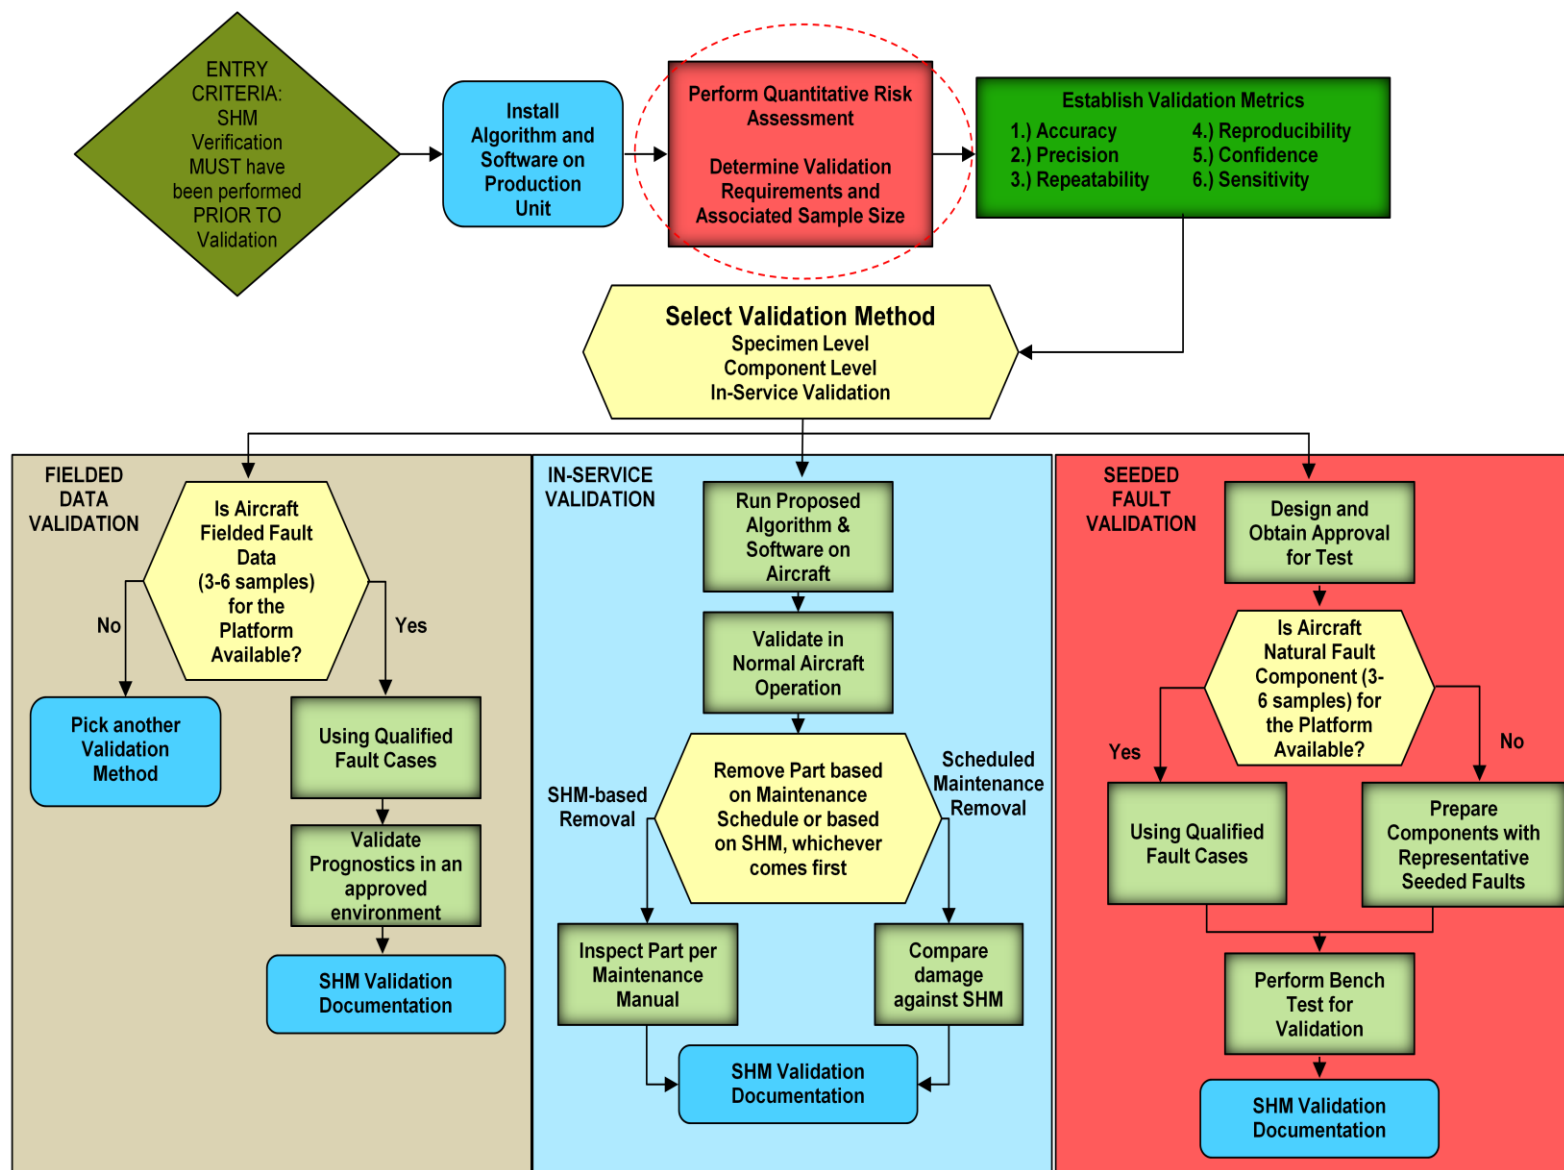 ENTRY
CRITERIA:
SHM
Verification
MUST have
been performed
PRIOR TO
Validation
Install
Algorithm and
Software on
Production
Unit
Perform Quantitative Risk
Assessment
Determine Validation
Requirements and
Associated Sample Size
Establish Validation Metrics
1.) Accuracy
2.) Precision
3.) Repeatability
4.) Reproducibility
5.) Confidence
6.) Sensitivity
Select Validation Method
Specimen Level
Component Level
In-Service Validation
FIELDED
DATA
VALIDATION
Is Aircraft
Fielded Fault
Data
(3-6 samples)
for the
Platform
Available?
No
Yes
Pick another
Validation
Method
Using Qualified
Fault Cases
Validate
Prognostics in an
approved
environment
SHM Validation
Documentation
IN-SERVICE
VALIDATION
Run Proposed
Algorithm &
Software on
Aircraft
Validate in
Normal Aircraft
Operation
Remove Part based
on Maintenance
Schedule or based
on SHM, whichever
comes first
SHM-based
Removal
Scheduled
Maintenance
Removal
Inspect Part per
Maintenance
Manual
Compare
damage
against SHM
SHM Validation
Documentation
SEEDED
FAULT
VALIDATION
Design and
Obtain Approval
for Test
Is Aircraft
Natural Fault
Component (3-
6 samples) for
the Platform
Available?
Yes
No
Using Qualified
Fault Cases
Prepare
Components with
Representative
Seeded Faults
Perform Bench
Test for
Validation
SHM Validation
Documentation